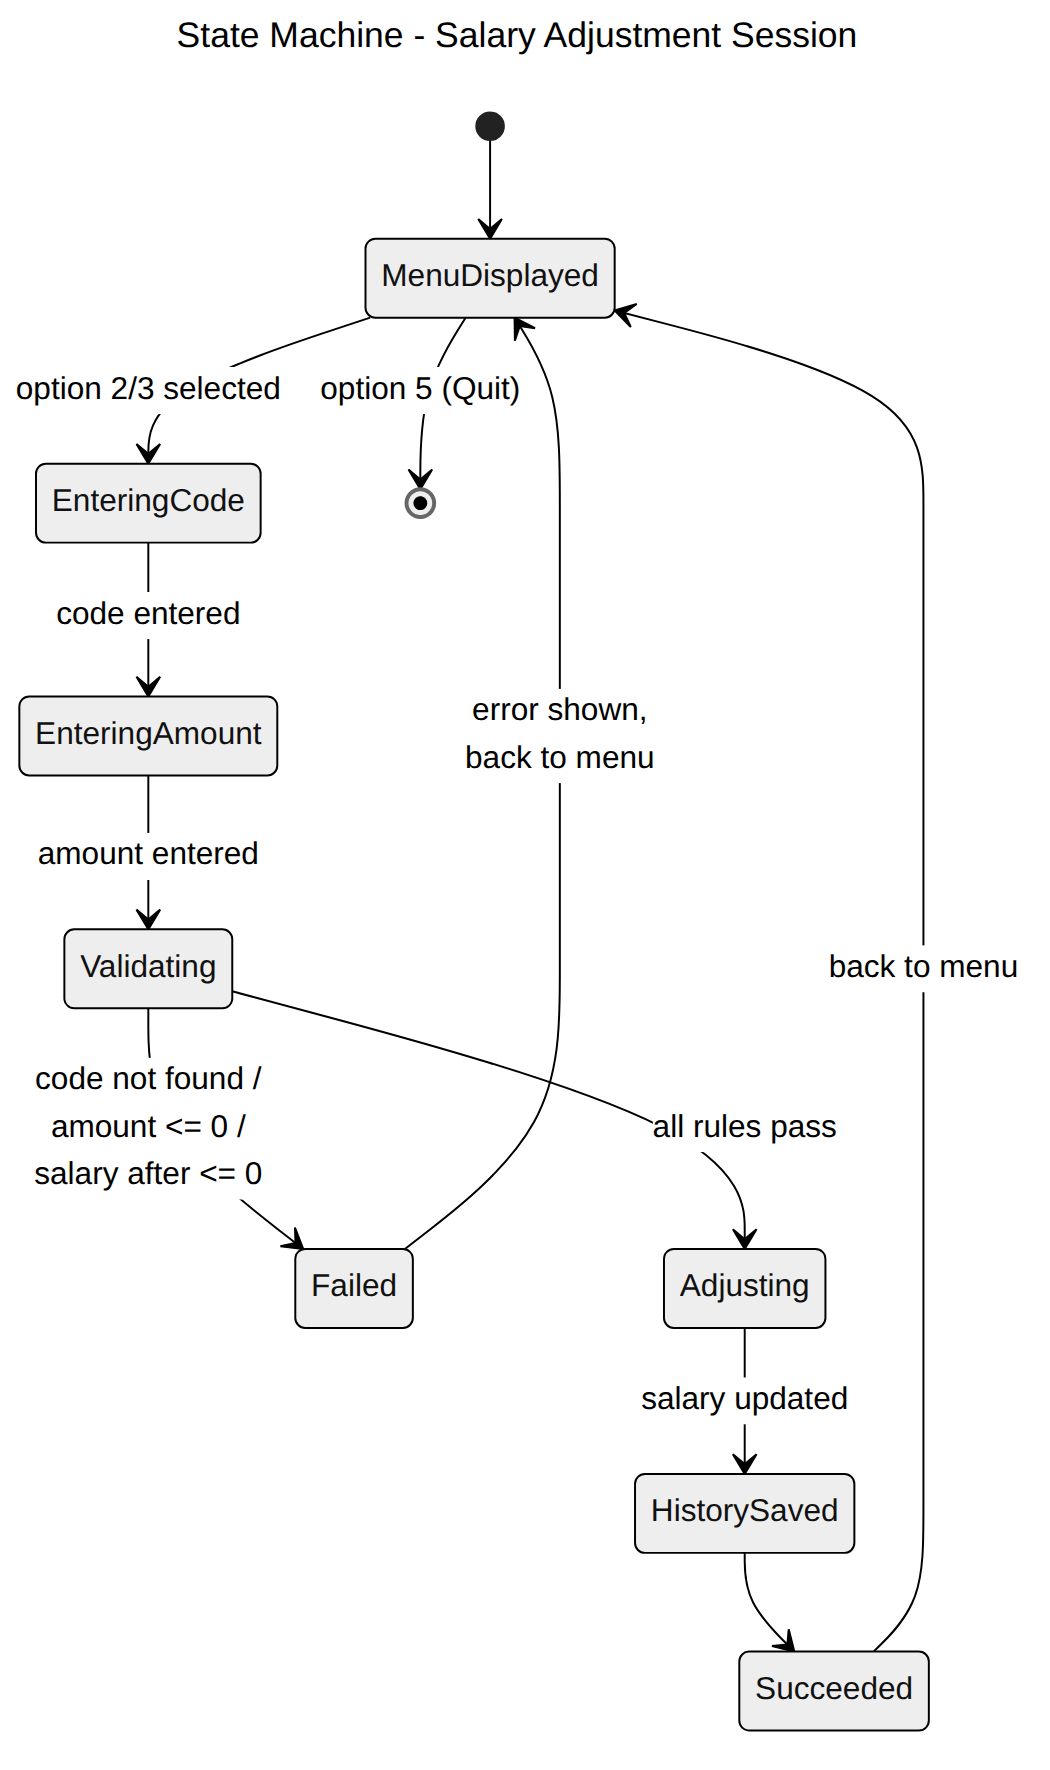 State Machine - Salary Adjustment Session
MenuDisplayed
option 2/3 selected
option 5 (Quit)
EnteringCode
code entered
EnteringAmount
error shown,
back to menu
amount entered
Validating
back to menu
code not found /
amount <= 0 /
salary after <= 0
all rules pass
Failed
Adjusting
salary updated
HistorySaved
Succeeded